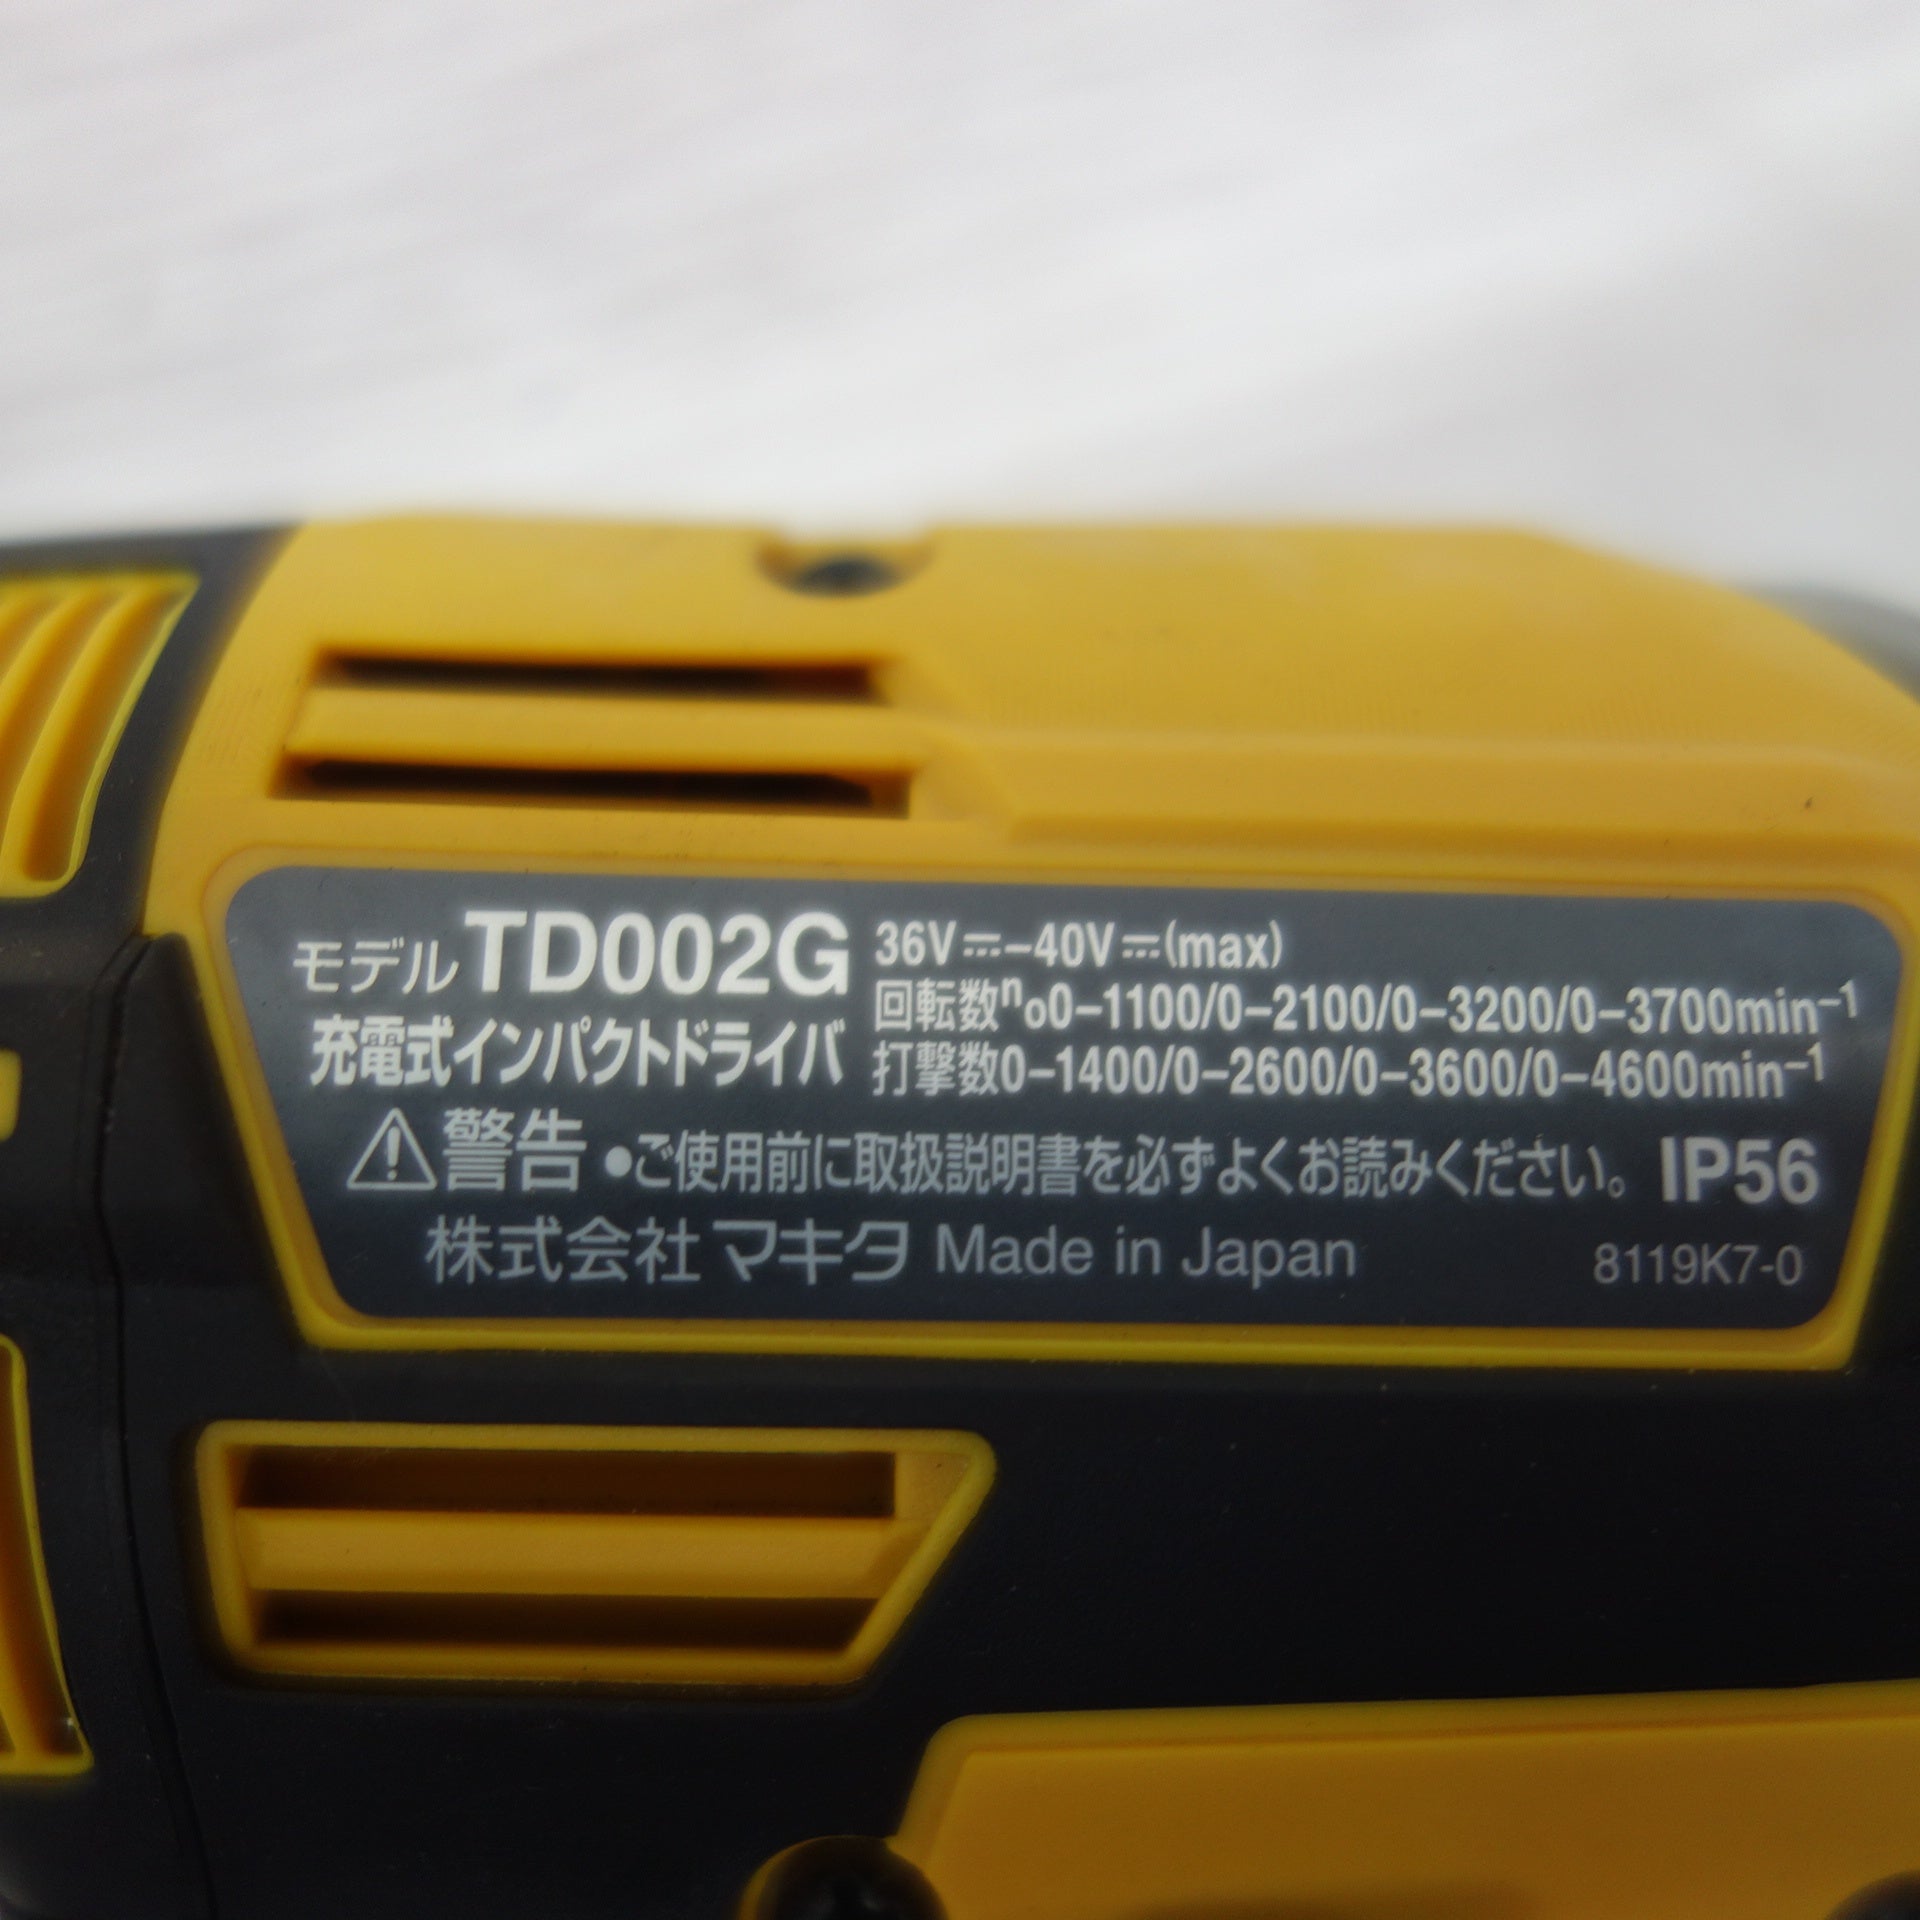 モデル TD002G 36V⎓–40V⎓(max)
充電式インパクトドライバ 回転数no0–1100/0–2100/0–3200/0–3700min⁻¹
打撃数0–1400/0–2600/0–3600/0–4600min⁻¹
⚠警告 ●ご使用前に取扱説明書を必ずよくお読みください。 IP56
株式会社マキタ Made in Japan 8119K7-0